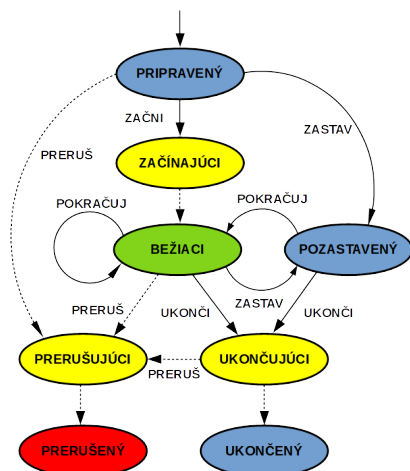 PRIPRAVENÝ
ZAČNI
ZASTAV
PRERUŠ
ZAČÍNAJÚCI
POKRAČUJ
POKRAČUJ
BEŽIACI
POZASTAVENÝ
ZASTAV
PRERUŠ
UKONČI
UKONČI
PRERUŠUJÚCI
UKONČUJÚCI
PRERUŠ
PRERUŠENÝ
UKONČENÝ